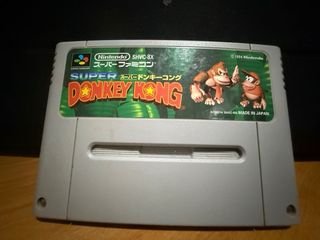 Nintendo SHVC-8X
スーパーファミコン
SUPER スーパードンキーコング
DONKEY KONG
© 1994 Nintendo
MADE IN JAPAN